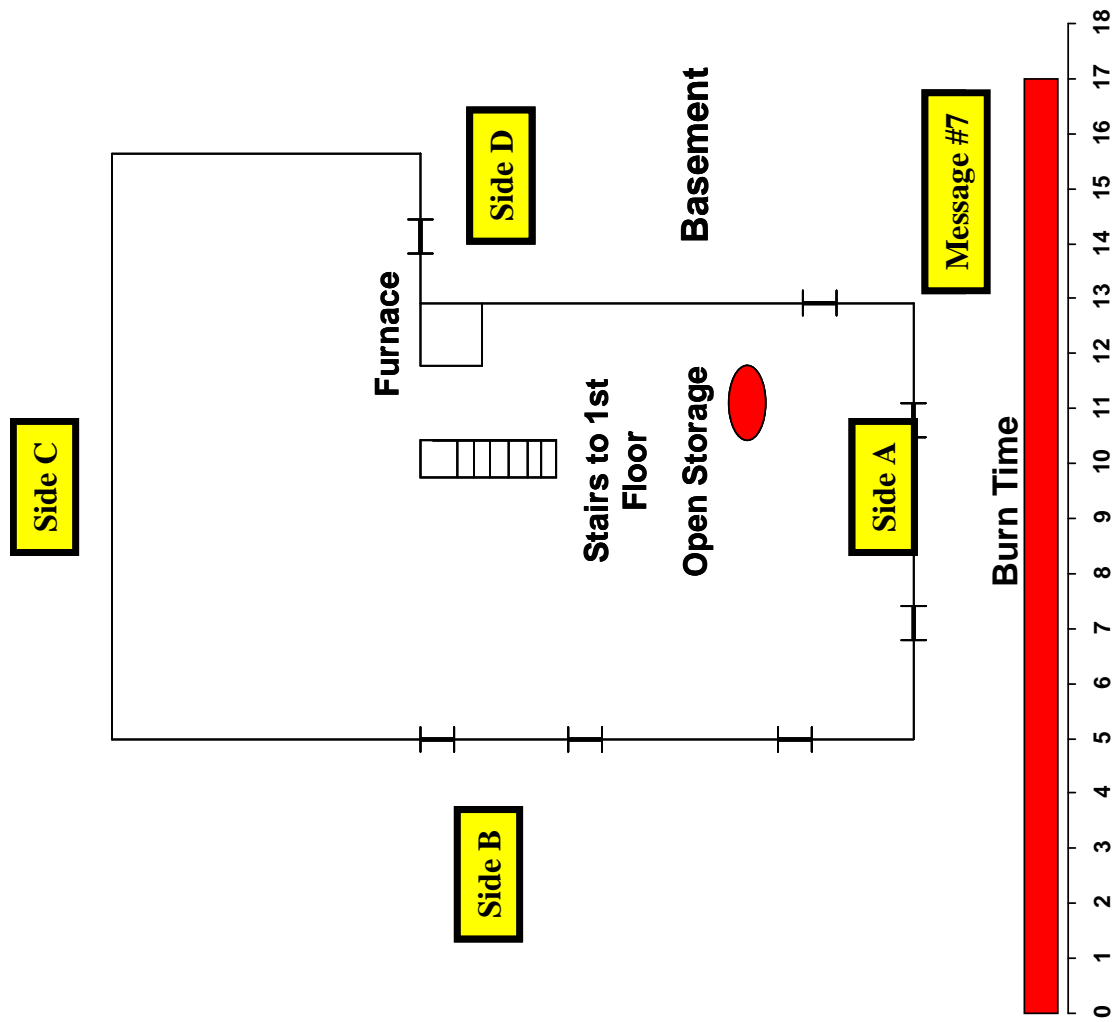 Side C
Side D
Furnace
Basement
Stairs to 1st
Floor
Open Storage
Side B
Side A
Message #7
Burn Time
0 1 2 3 4 5 6 7 8 9 10 11 12 13 14 15 16 17 18